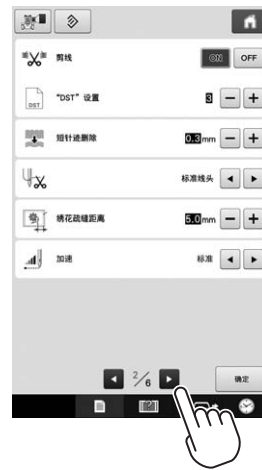 剪线 ON OFF
DST
"DST" 设置 3 − +
短针迹删除 0.3mm − +
标准线头
绣花疏缝距离 5.0mm − +
加速 标准
2/6 确定